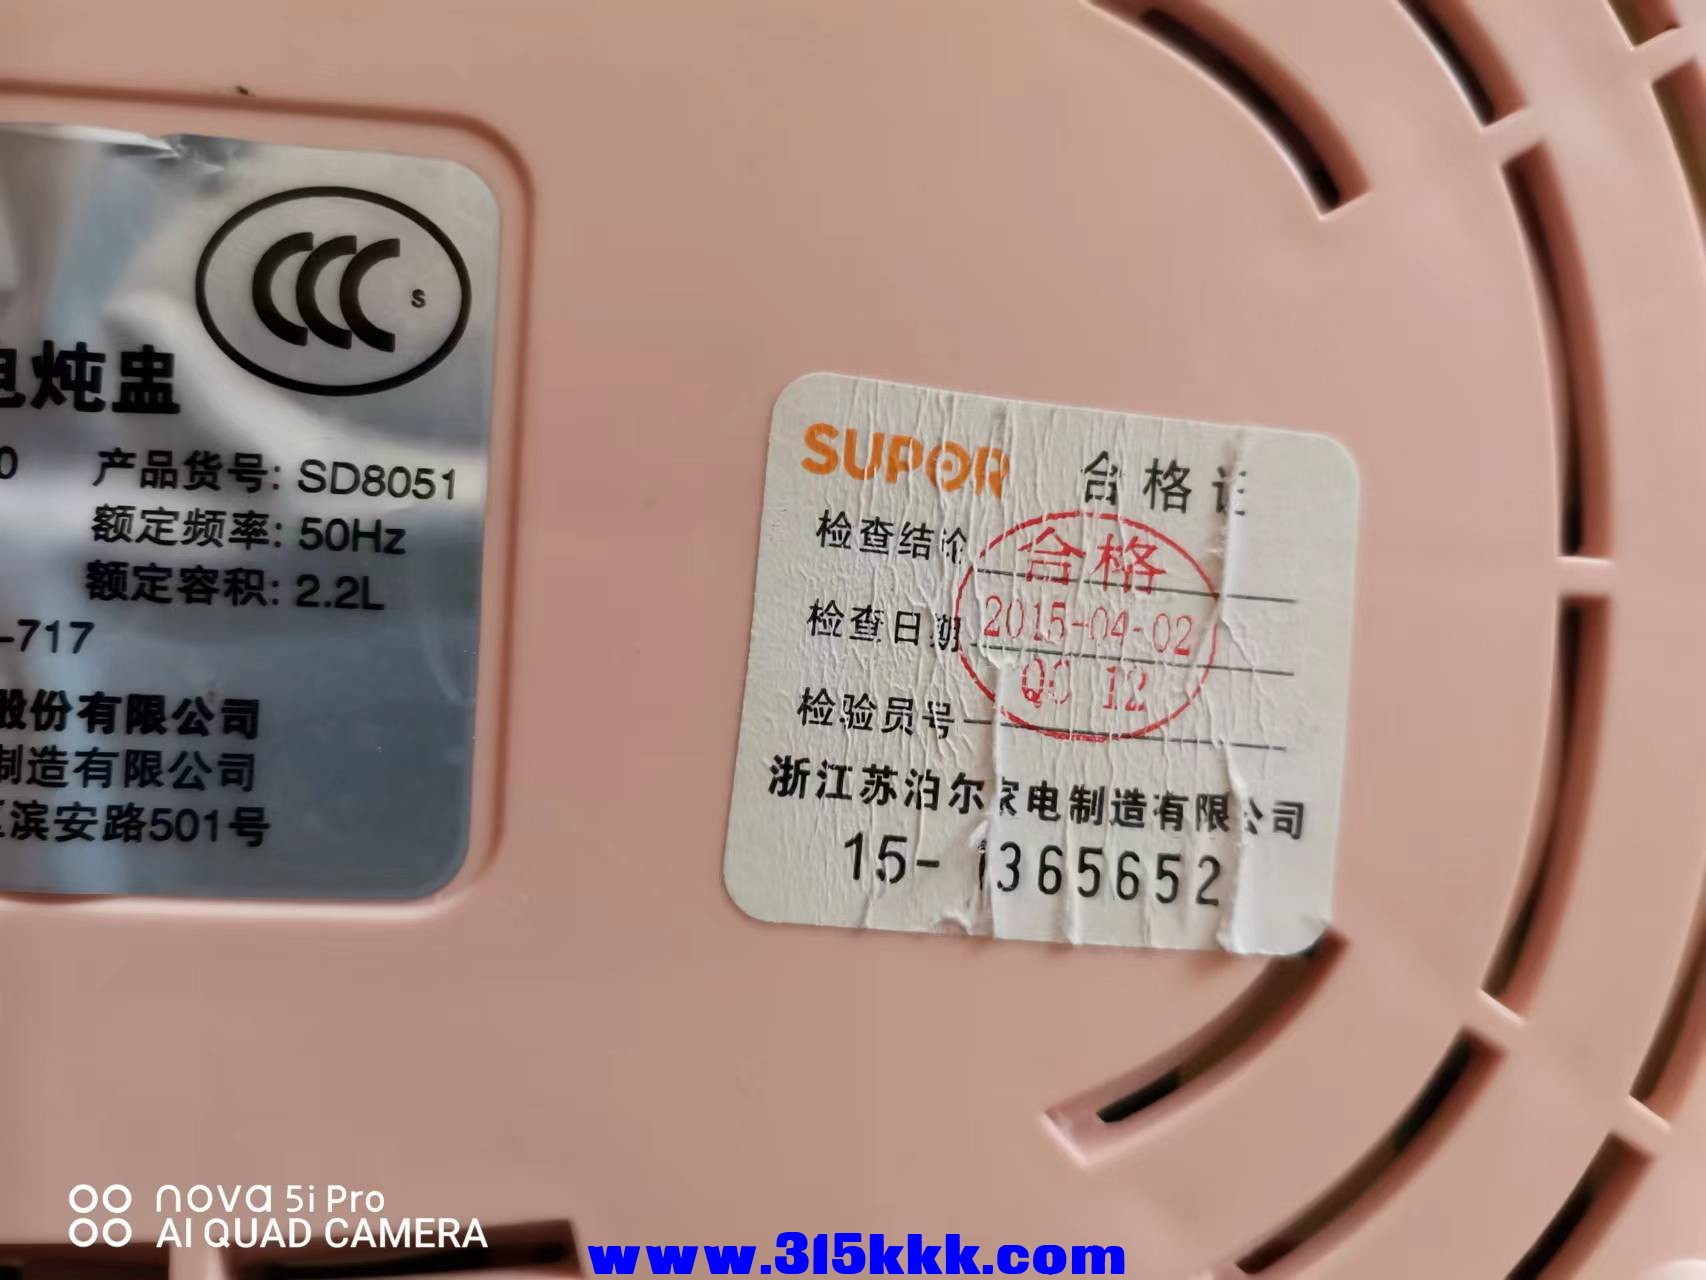 CCC S
电炖盅
0 产品货号: SD8051
额定频率: 50Hz
额定容积: 2.2L
-717
股份有限公司
制造有限公司
区滨安路501号
SUPOR 合格证
检查结论 合格
检查日期 2015-04-02
检验员号 QC 12
浙江苏泊尔家电制造有限公司
15-1365652
nova 5i Pro
AI QUAD CAMERA
www.315kkk.com